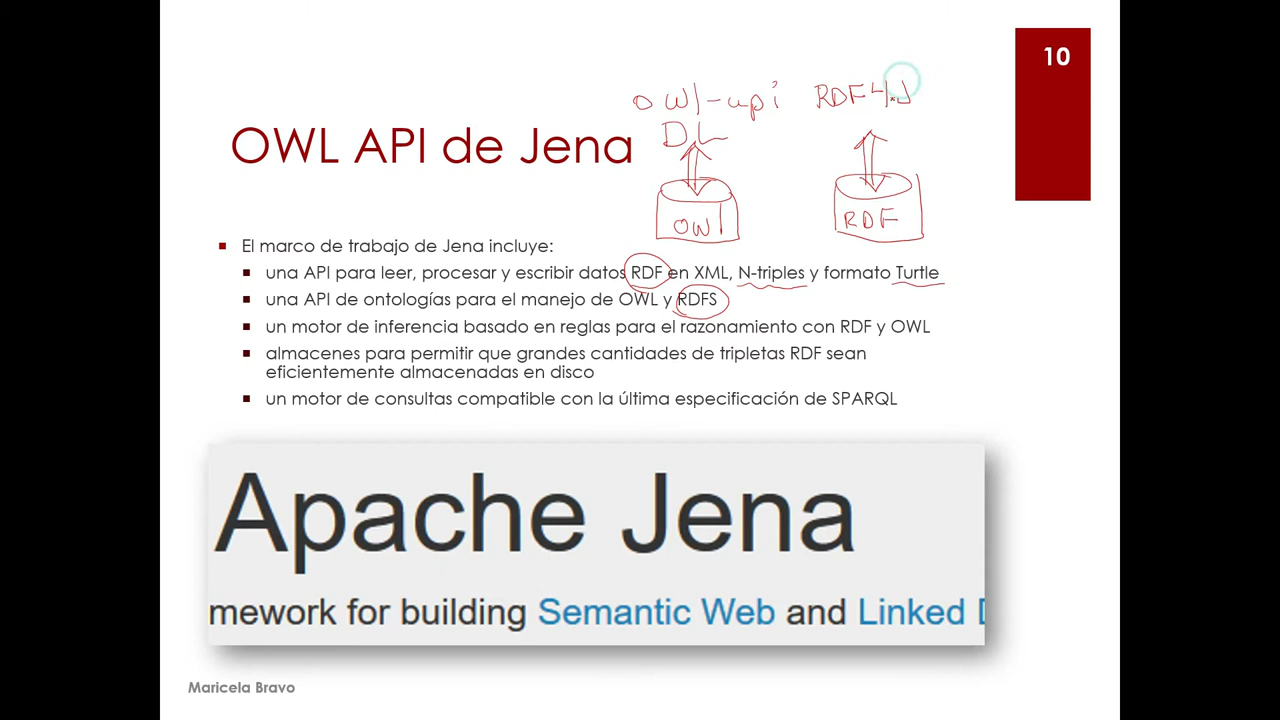 10
OWl-api RDF4J
OWL API de Jena
DL
OWl RDF
El marco de trabajo de Jena incluye:
una API para leer, procesar y escribir datos RDF en XML, N-triples y formato Turtle
una API de ontologías para el manejo de OWL y RDFS
un motor de inferencia basado en reglas para el razonamiento con RDF y OWL
almacenes para permitir que grandes cantidades de tripletas RDF sean
eficientemente almacenadas en disco
un motor de consultas compatible con la última especificación de SPARQL
Apache Jena
mework for building Semantic Web and Linked D
Maricela Bravo